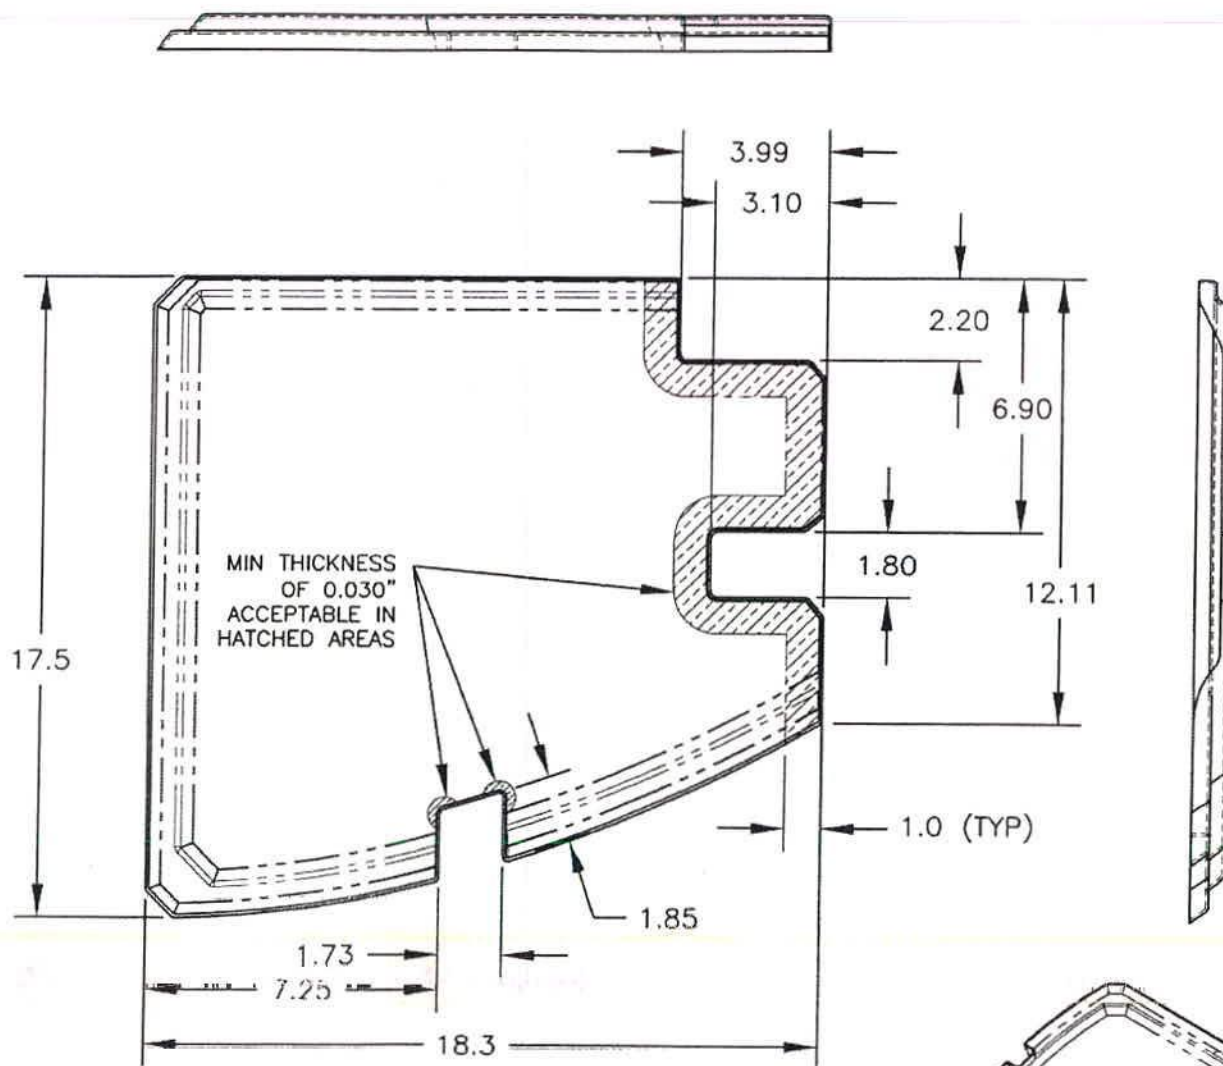 3.99
3.10
2.20
6.90
MIN THICKNESS
OF 0.030"
ACCEPTABLE IN
HATCHED AREAS
1.80
12.11
17.5
1.0 (TYP)
1.85
1.73
7.25
18.3